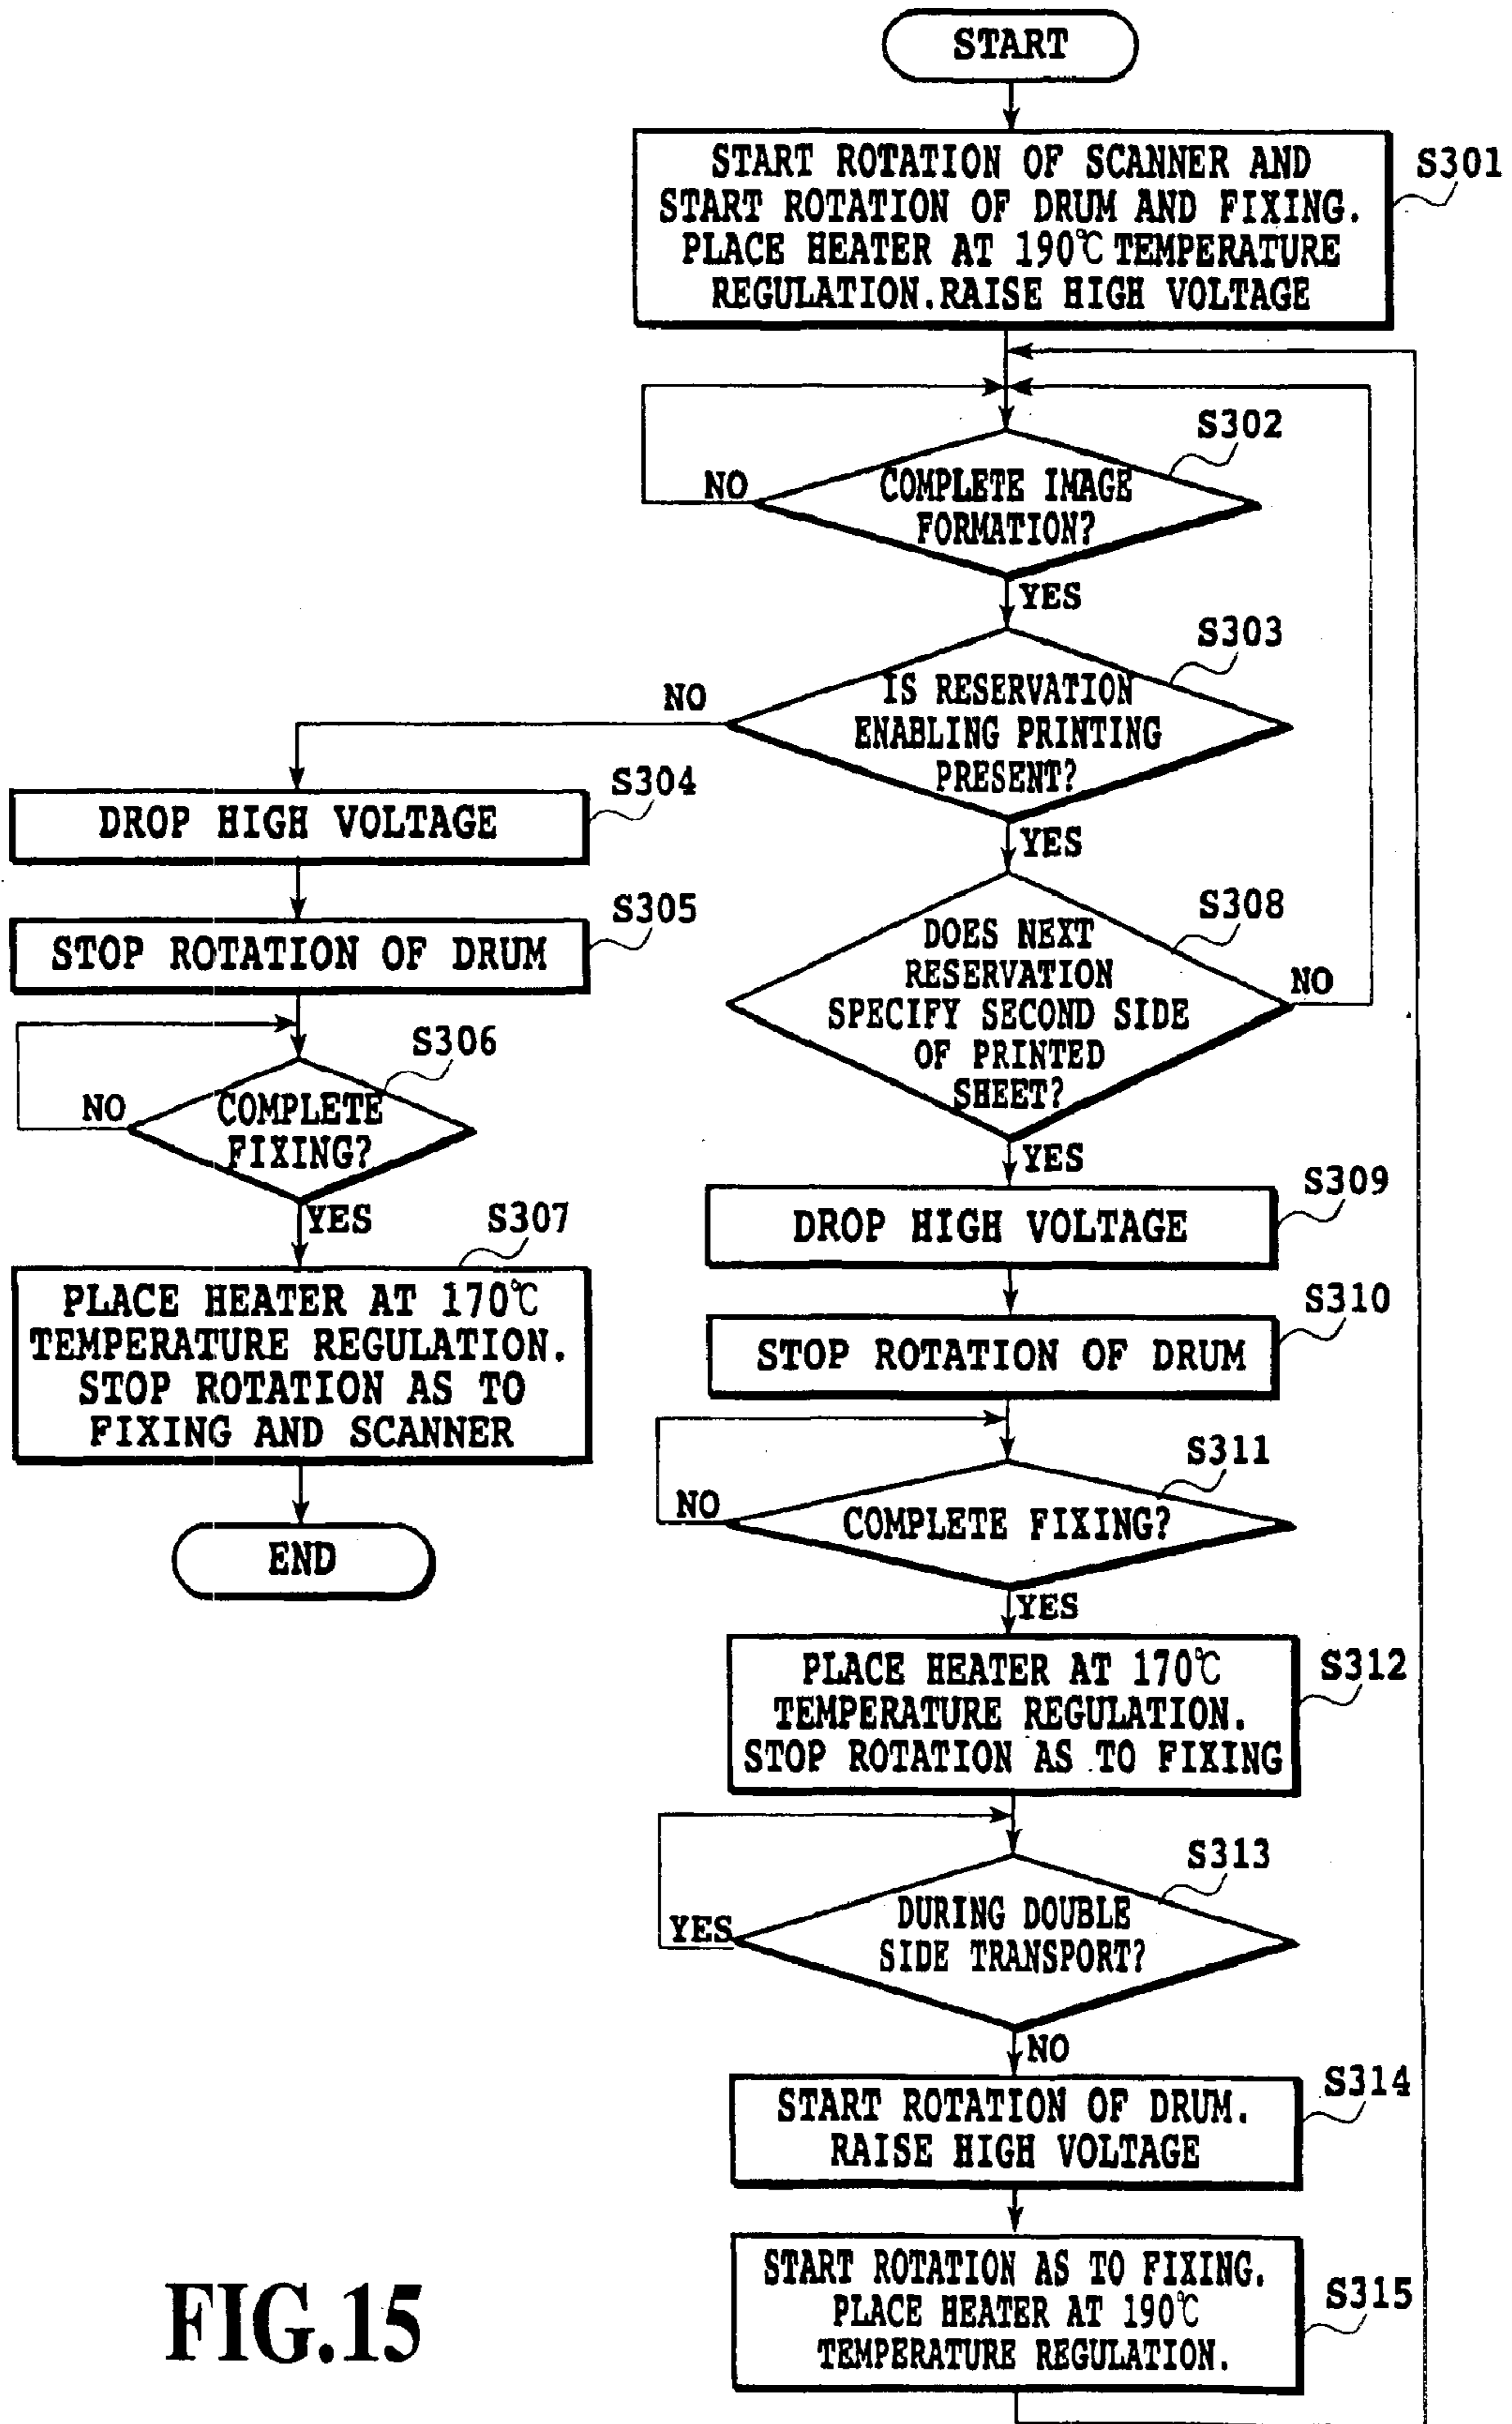 START
START ROTATION OF SCANNER AND
START ROTATION OF DRUM AND FIXING.
PLACE HEATER AT 190℃ TEMPERATURE
REGULATION.RAISE HIGH VOLTAGE
S301
S302
COMPLETE IMAGE
FORMATION?
NO
YES
S303
IS RESERVATION
ENABLING PRINTING
PRESENT?
NO
YES
S304
DROP HIGH VOLTAGE
S305
STOP ROTATION OF DRUM
S306
COMPLETE
FIXING?
NO
YES
S307
PLACE HEATER AT 170℃
TEMPERATURE REGULATION.
STOP ROTATION AS TO
FIXING AND SCANNER
END
S308
DOES NEXT
RESERVATION
SPECIFY SECOND SIDE
OF PRINTED
SHEET?
NO
YES
S309
DROP HIGH VOLTAGE
S310
STOP ROTATION OF DRUM
S311
COMPLETE FIXING?
NO
YES
S312
PLACE HEATER AT 170℃
TEMPERATURE REGULATION.
STOP ROTATION AS TO FIXING
S313
DURING DOUBLE
SIDE TRANSPORT?
YES
NO
S314
START ROTATION OF DRUM.
RAISE HIGH VOLTAGE
S315
START ROTATION AS TO FIXING.
PLACE HEATER AT 190℃
TEMPERATURE REGULATION.
FIG.15